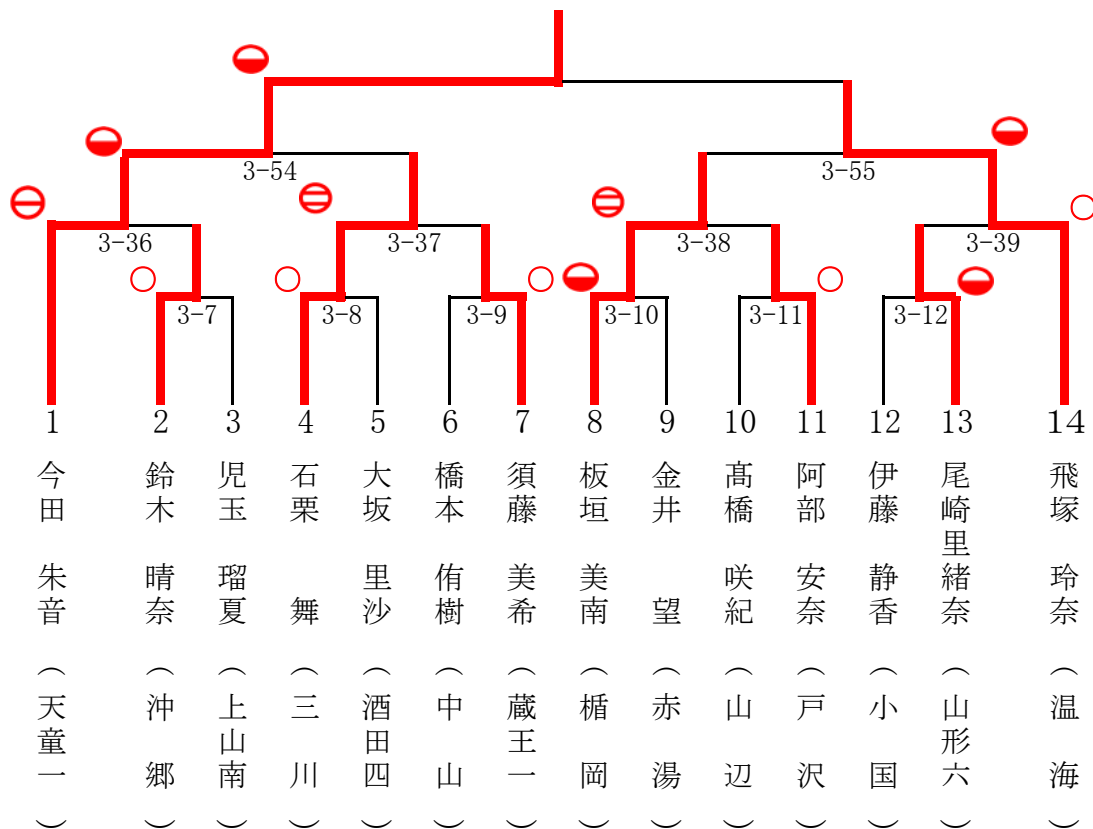 3-54
3-55
3-36
3-37
3-38
3-39
3-7
3-8
3-9
3-10
3-11
3-12
1
2
3
4
5
6
7
8
9
10
11
12
13
14
今田 朱音 （天童一）
鈴木 晴奈 （沖 郷）
児玉 瑠夏 （上山南）
石栗 舞 （三 川）
大坂 里沙 （酒田四）
橋本 侑樹 （中 山）
須藤 美希 （蔵王一）
板垣 美南 （楯 岡）
金井 望 （赤 湯）
髙橋 咲紀 （山 辺）
阿部 安奈 （戸 沢）
伊藤 静香 （小 国）
尾崎里緒奈 （山形六）
飛塚 玲奈 （温 海）